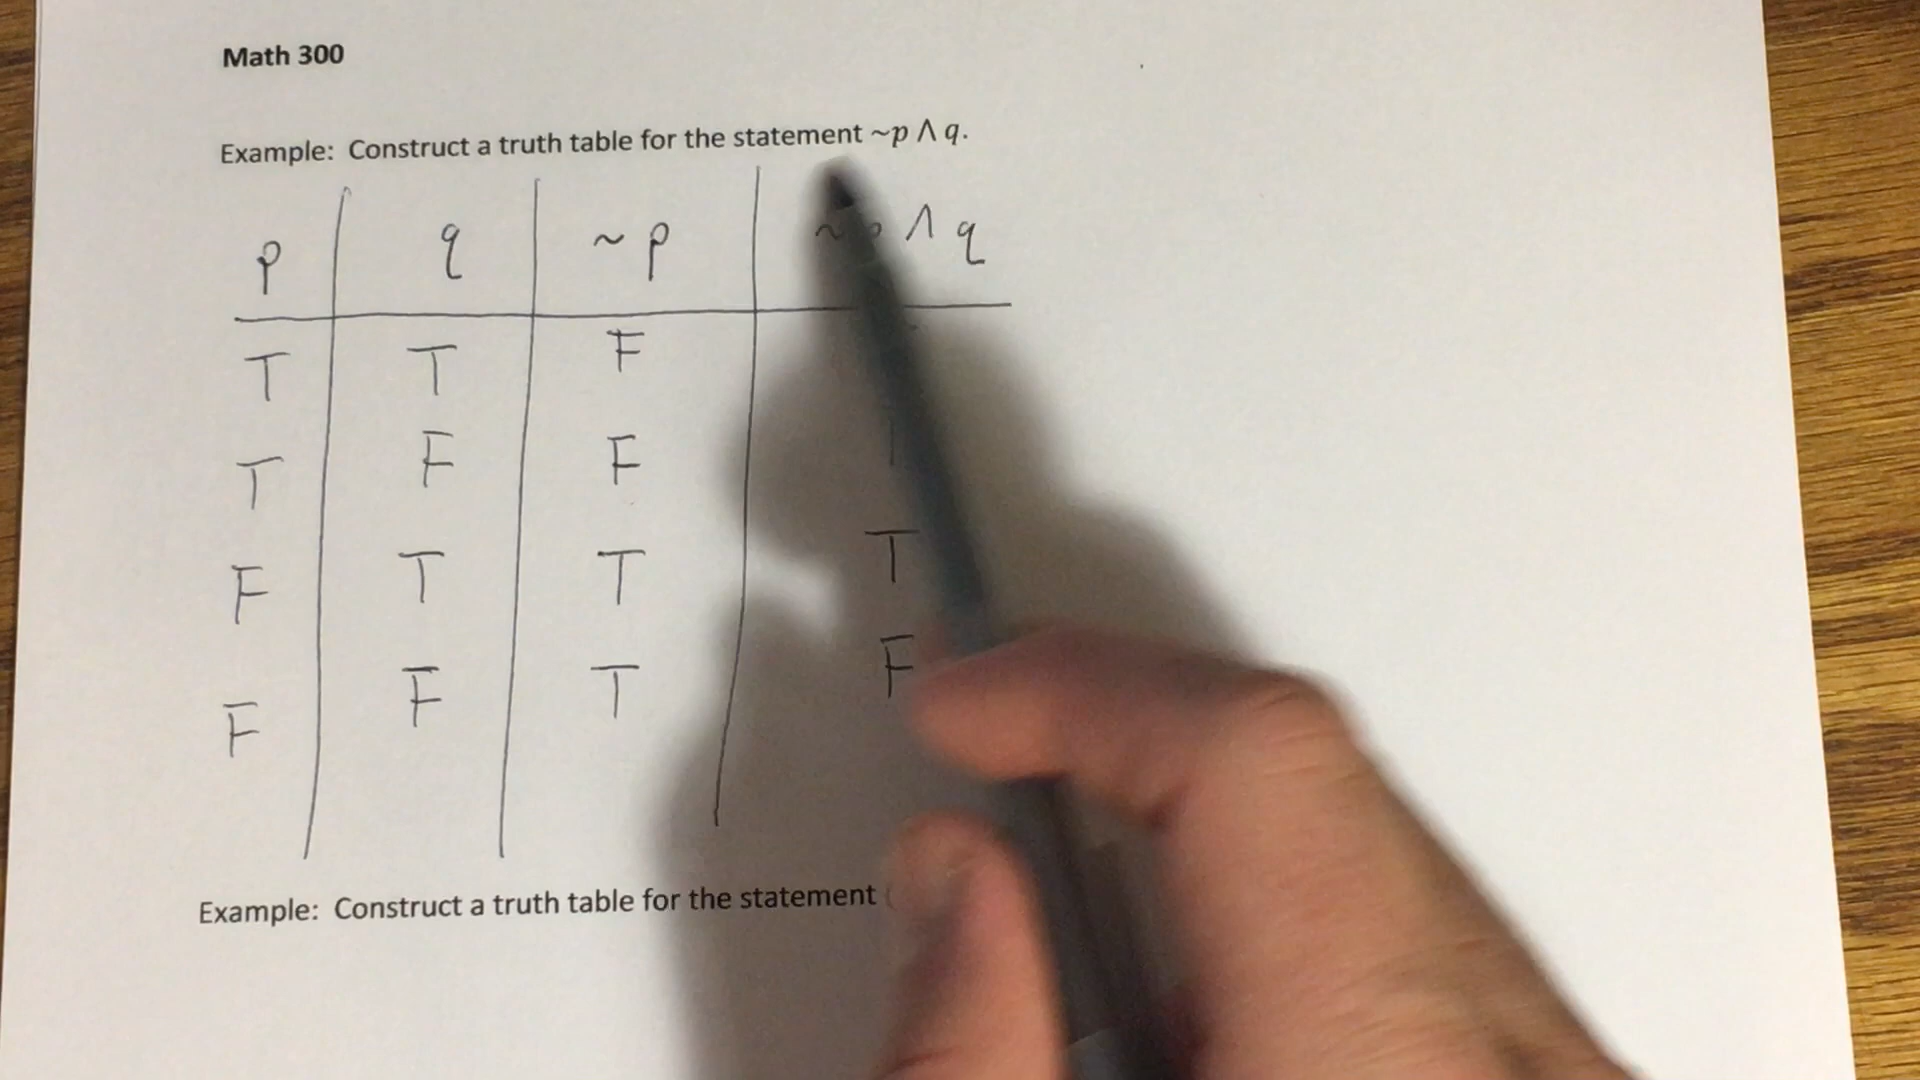 Math 300
Example: Construct a truth table for the statement ~p ∧ q.
p q ~ p ~ p ∧ q
T T F
T F F
F T T T
F F T F
Example: Construct a truth table for the statement